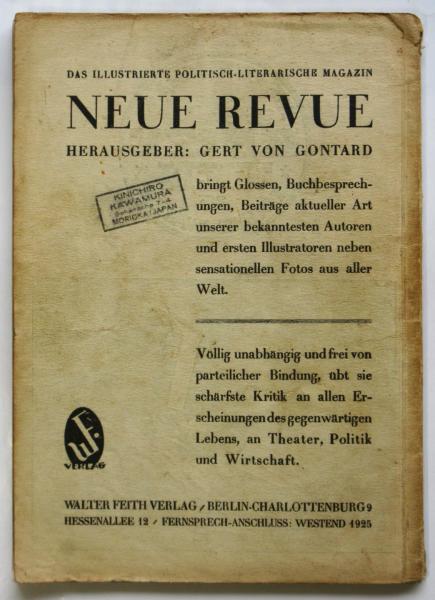 DAS ILLUSTRIERTE POLITISCH-LITERARISCHE MAGAZIN
NEUE REVUE
HERAUSGEBER: GERT VON GONTARD
KINICHIRO
KAWAMURA
MORIOKA/JAPAN
bringt Glossen, Buchbesprech-
ungen, Beiträge aktueller Art
unserer bekanntesten Autoren
und ersten Illustratoren neben
sensationellen Fotos aus aller
Welt.
Völlig unabhängig und frei von
parteilicher Bindung, übt sie
schärfste Kritik an allen Er-
scheinungen des gegenwärtigen
Lebens, an Theater, Politik
und Wirtschaft.
W.F.
VERLAG
WALTER FEITH VERLAG / BERLIN-CHARLOTTENBURG 9
HESSENALLEE 12 / FERNSPRECH-ANSCHLUSS: WESTEND 1925